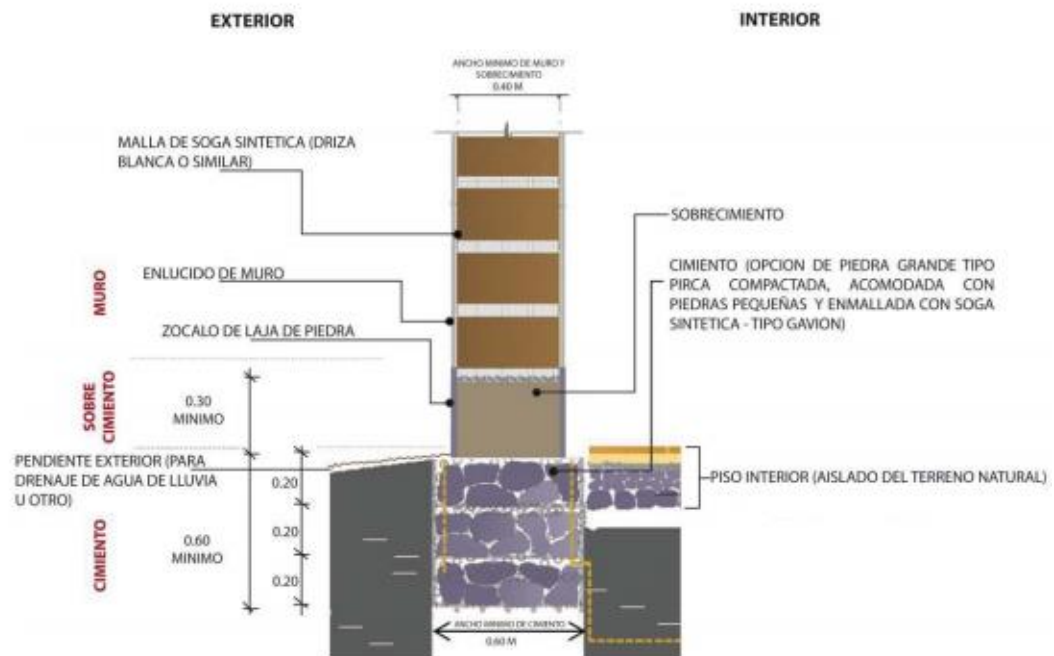 EXTERIOR
INTERIOR
ANCHO MINIMO DE MURO Y
SOBRECIMIENTO
0.40 M
MALLA DE SOGA SINTETICA (DRIZA
BLANCA O SIMILAR)
SOBRECIMIENTO
MURO
ENLUCIDO DE MURO
CIMIENTO (OPCION DE PIEDRA GRANDE TIPO
PIRCA COMPACTADA, ACOMODADA CON
PIEDRAS PEQUEÑAS Y ENMALLADA CON SOGA
SINTETICA - TIPO GAVION)
ZOCALO DE LAJA DE PIEDRA
SOBRE
CIMIENTO
0.30
MINIMO
PENDIENTE EXTERIOR (PARA
DRENAJE DE AGUA DE LLUVIA
U OTRO)
PISO INTERIOR (AISLADO DEL TERRENO NATURAL)
CIMIENTO
0.60
MINIMO
0.20
0.20
0.20
ANCHO MINIMO DE CIMIENTO
0.60 M